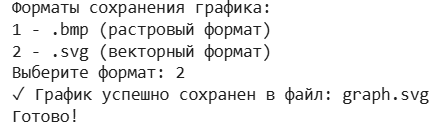 Форматы сохранения графика:
1 - .bmp (растровый формат)
2 - .svg (векторный формат)
Выберите формат: 2
✓ График успешно сохранен в файл: graph.svg
Готово!